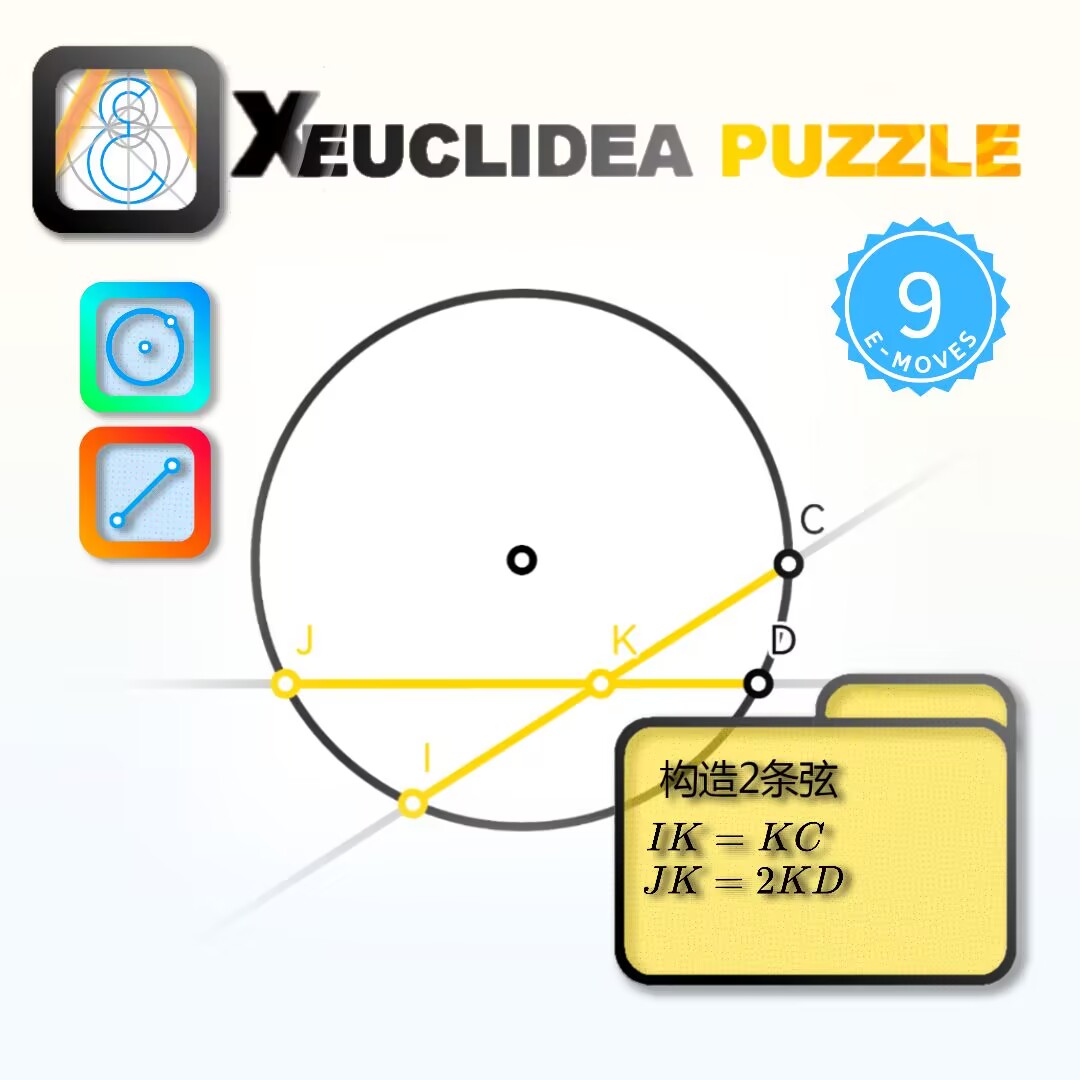 XEUCLIDEA PUZZLE
9
E-MOVES
C
D
J
K
I
构造2条弦
IK = KC
JK = 2KD